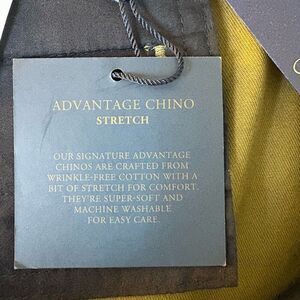 ADVANTAGE CHINO
STRETCH
OUR SIGNATURE ADVANTAGE
CHINOS ARE CRAFTED FROM
WRINKLE-FREE COTTON WITH A
BIT OF STRETCH FOR COMFORT.
THEY'RE SUPER-SOFT AND
MACHINE WASHABLE
FOR EASY CARE.